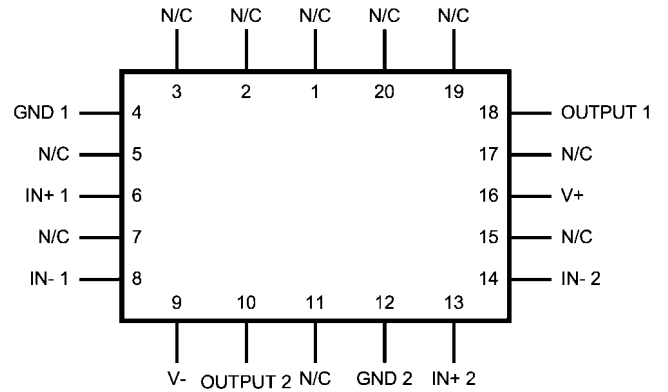 N/C N/C N/C N/C N/C
3 2 1 20 19
GND 1 4 18 OUTPUT 1
N/C 5 17 N/C
IN+ 1 6 16 V+
N/C 7 15 N/C
IN- 1 8 14 IN- 2
9 10 11 12 13
V- OUTPUT 2 N/C GND 2 IN+ 2